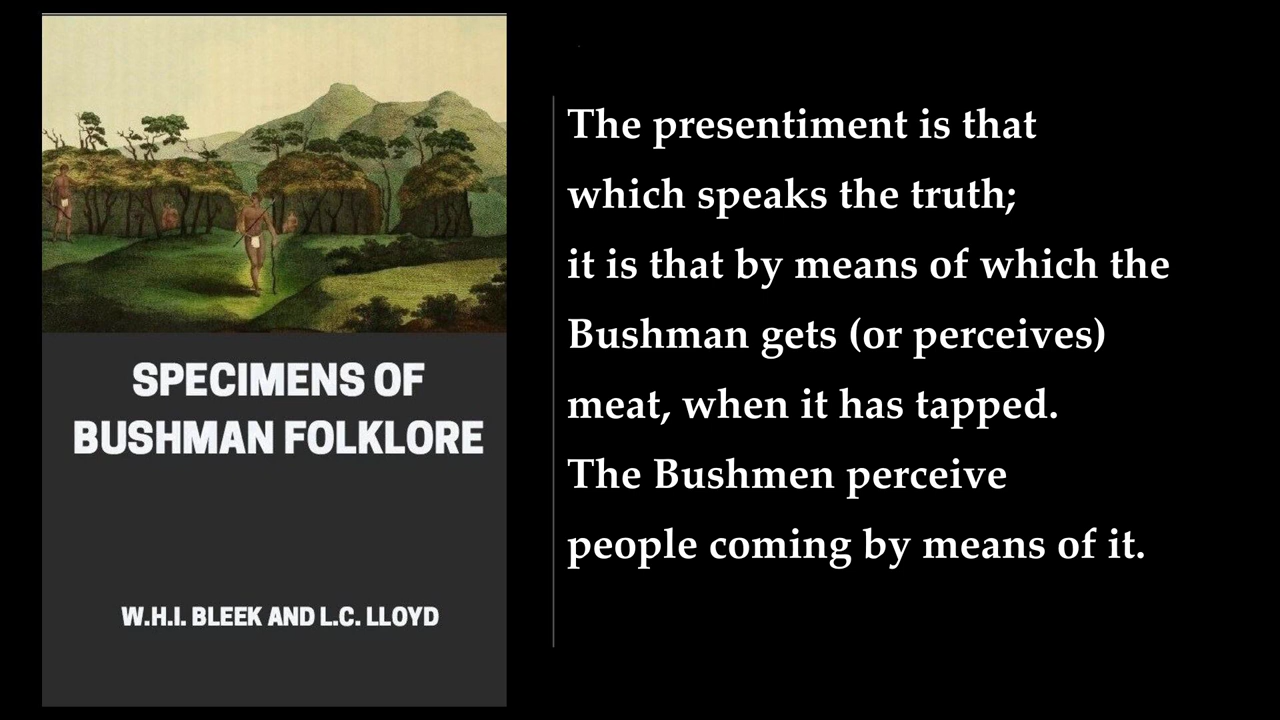 SPECIMENS OF
BUSHMAN FOLKLORE
W.H.I. BLEEK AND L.C. LLOYD
The presentiment is that
which speaks the truth;
it is that by means of which the
Bushman gets (or perceives)
meat, when it has tapped.
The Bushmen perceive
people coming by means of it.